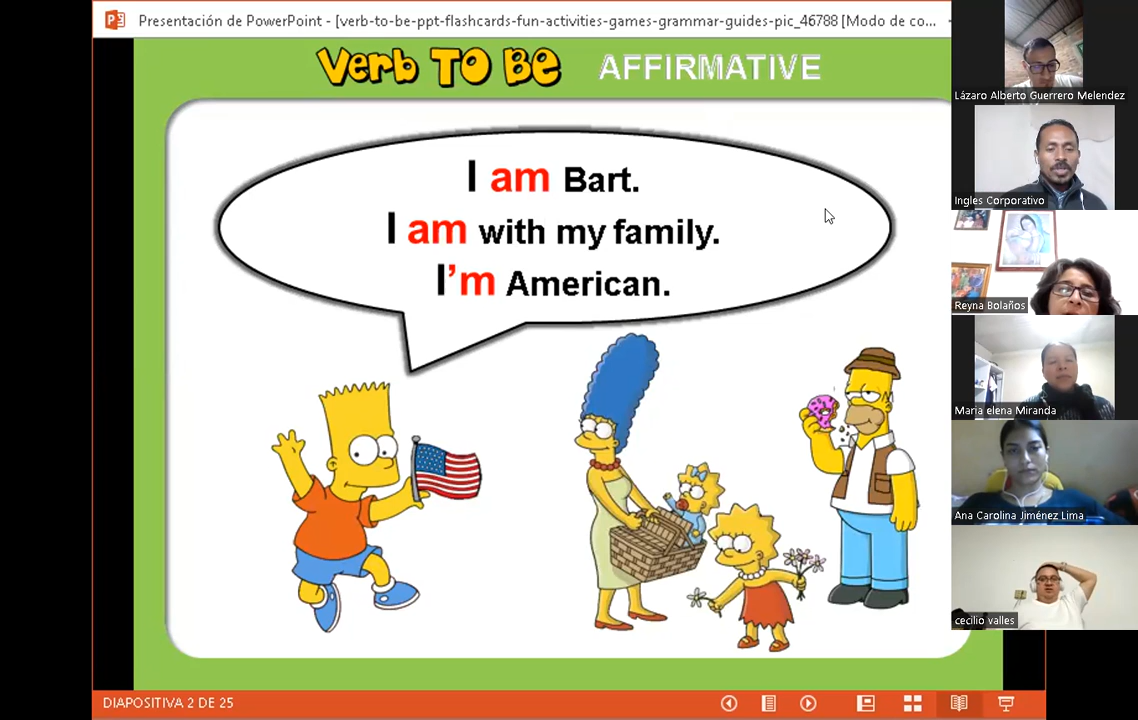 Presentación de PowerPoint - [verb-to-be-ppt-flashcards-fun-activities-games-grammar-guides-pic_46788 [Modo de co...
Verb TO Be AFFIRMATIVE
I am Bart.
I am with my family.
I'm American.
Lázaro Alberto Guerrero Melendez
Ingles Corporativo
Reyna Bolaños
Maria elena Miranda
Ana Carolina Jiménez Lima
cecilio valles
DIAPOSITIVA 2 DE 25